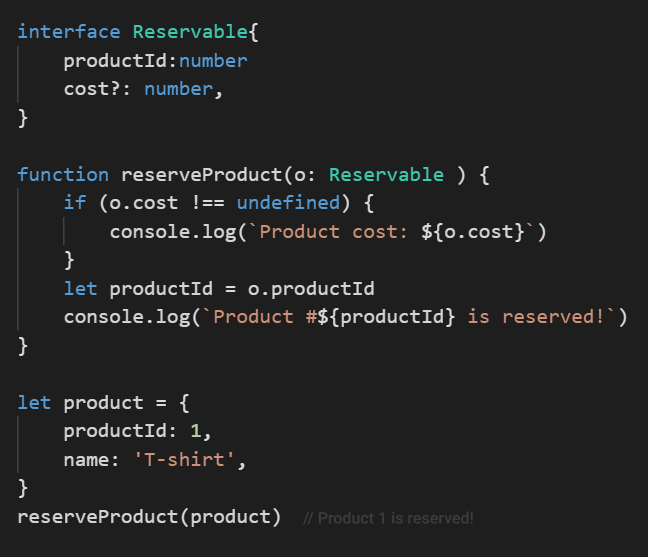 interface Reservable{
    productId:number
    cost?: number,
}
function reserveProduct(o: Reservable ) {
    if (o.cost !== undefined) {
        console.log(`Product cost: ${o.cost}`)
    }
    let productId = o.productId
    console.log(`Product #${productId} is reserved!`)
}
let product = {
    productId: 1,
    name: 'T-shirt',
}
reserveProduct(product) // Product 1 is reserved!